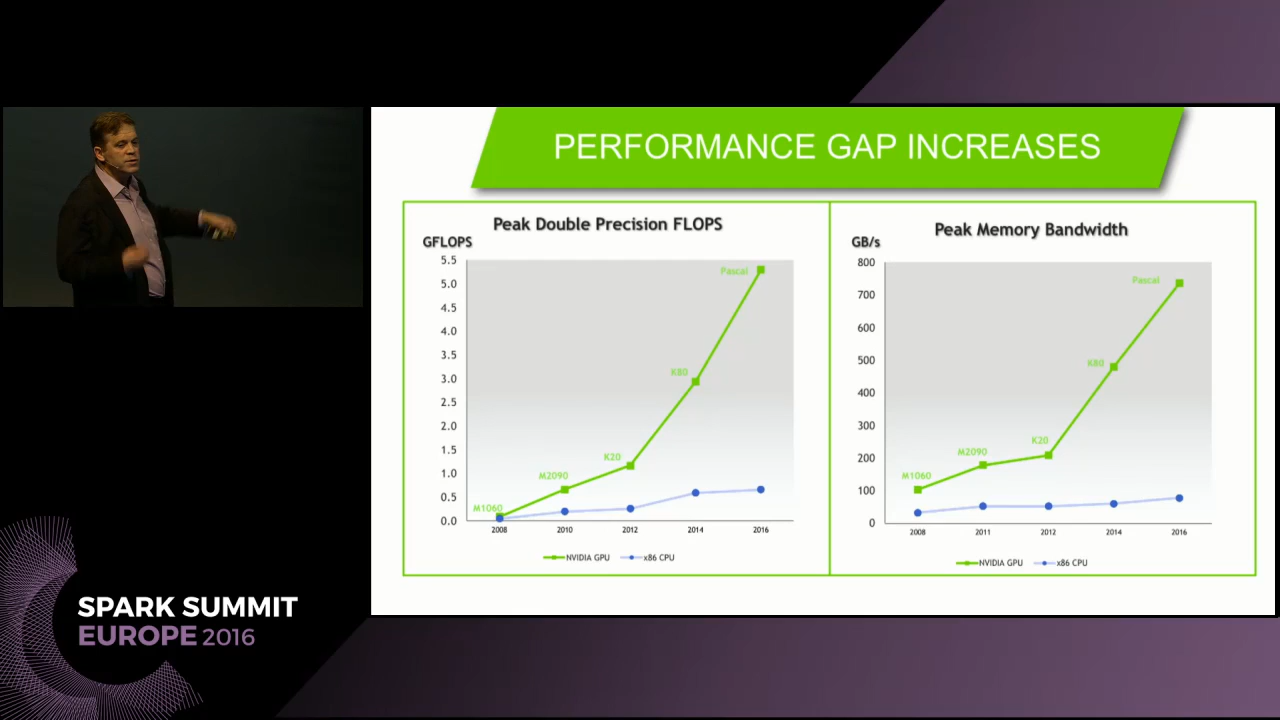 PERFORMANCE GAP INCREASES
Peak Double Precision FLOPS
GFLOPS
5.5
5.0
4.5
4.0
3.5
3.0
2.5
2.0
1.5
1.0
0.5
0.0
M1060
M2090
K20
K80
Pascal
2008
2010
2012
2014
2016
NVIDIA GPU
x86 CPU
Peak Memory Bandwidth
GB/s
800
700
600
500
400
300
200
100
0
M1060
M2090
K20
K80
Pascal
2008
2011
2012
2014
2016
NVIDIA GPU
x86 CPU
SPARK SUMMIT
EUROPE 2016